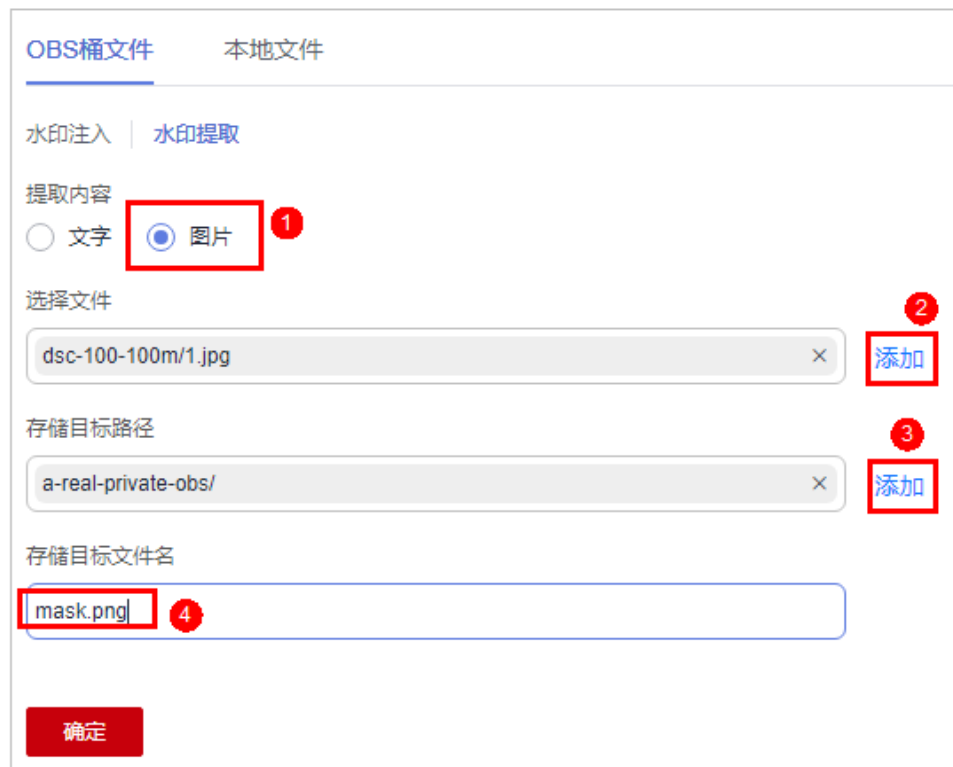 OBS桶文件 本地文件
水印注入 水印提取
提取内容
文字 图片 1
选择文件
2
dsc-100-100m/1.jpg × 添加
存储目标路径
3
a-real-private-obs/ × 添加
存储目标文件名
mask.png 4
确定